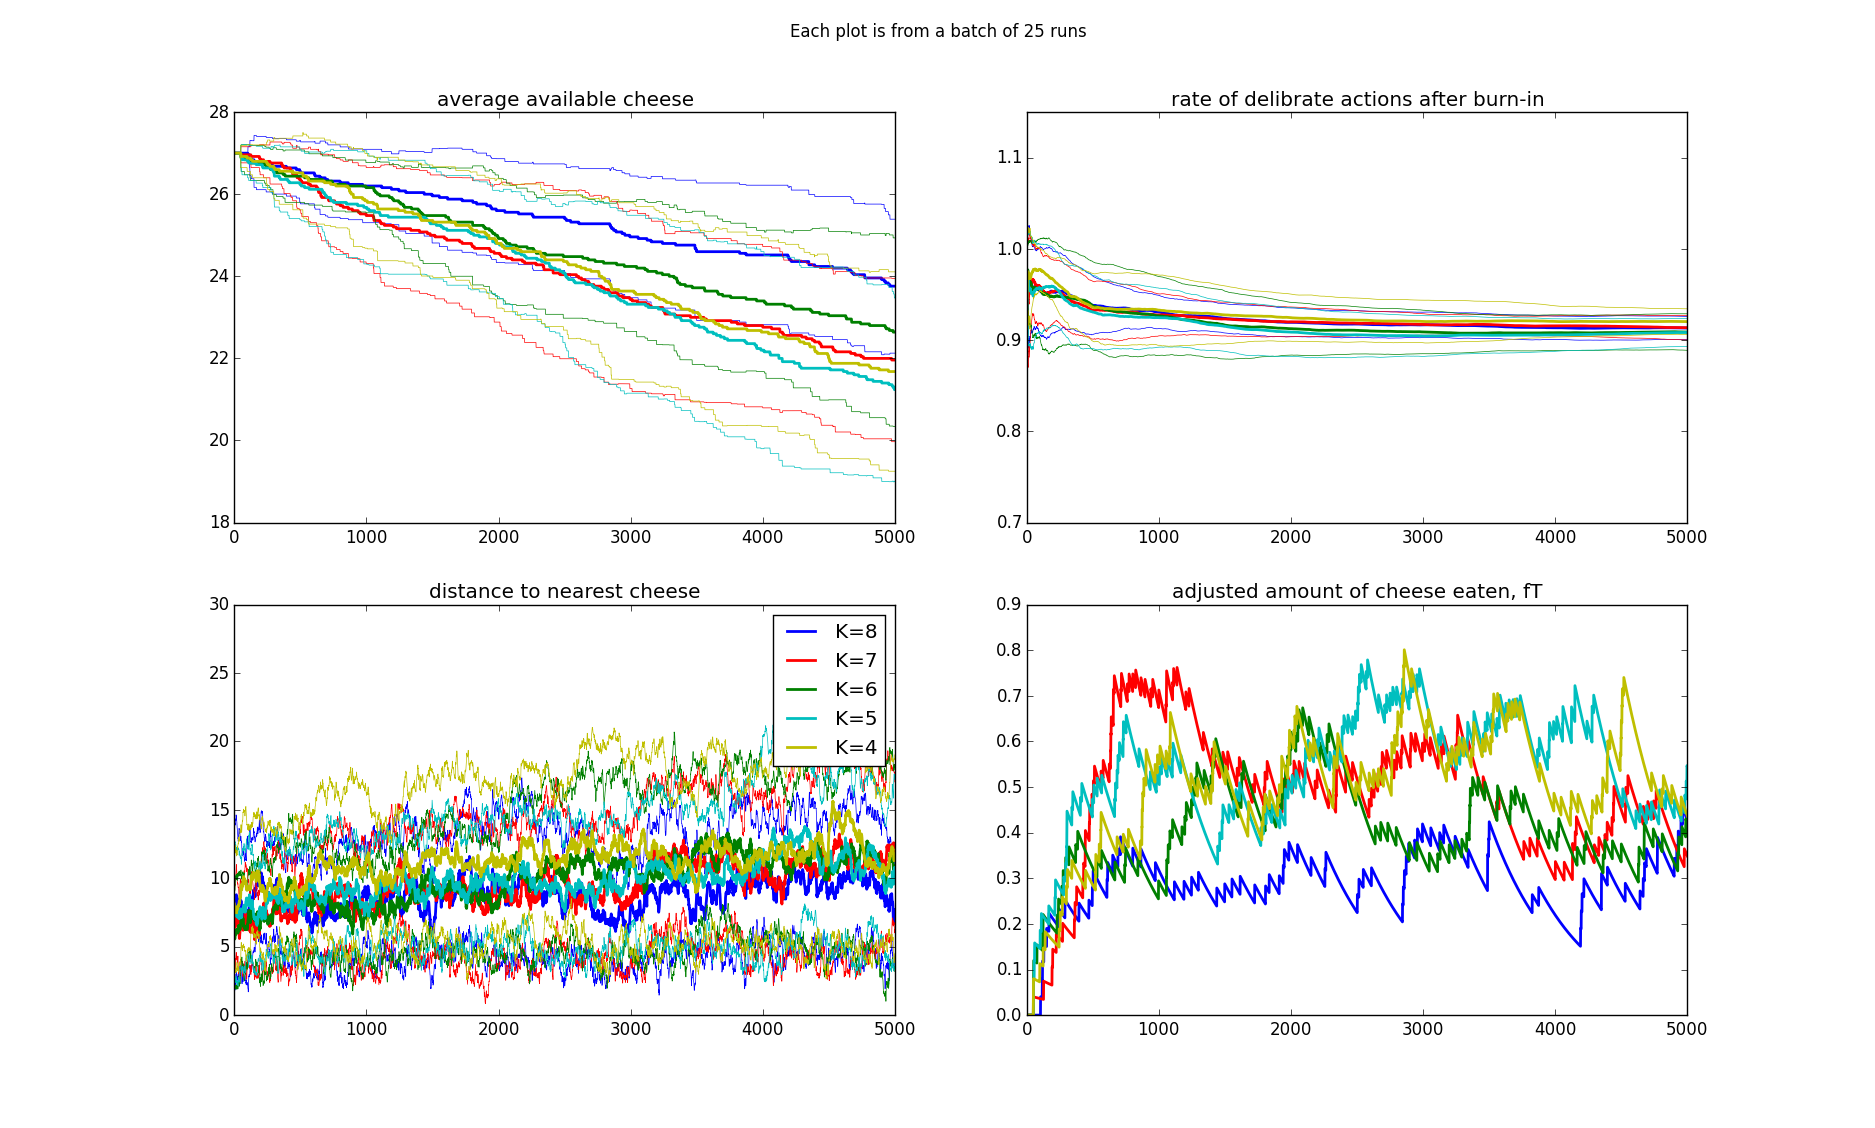 Each plot is from a batch of 25 runs
average available cheese
28
26
24
22
20
18
0 1000 2000 3000 4000 5000
rate of delibrate actions after burn-in
1.1
1.0
0.9
0.8
0.7
0 1000 2000 3000 4000 5000
distance to nearest cheese
30
25
20
15
10
5
0
0 1000 2000 3000 4000 5000
K=8
K=7
K=6
K=5
K=4
adjusted amount of cheese eaten, fT
0.9
0.8
0.7
0.6
0.5
0.4
0.3
0.2
0.1
0.0
0 1000 2000 3000 4000 5000